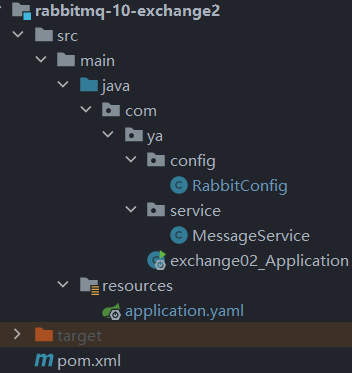 rabbitmq-10-exchange2
src
main
java
com
ya
config
RabbitConfig
service
MessageService
exchange02_Application
resources
application.yaml
target
pom.xml